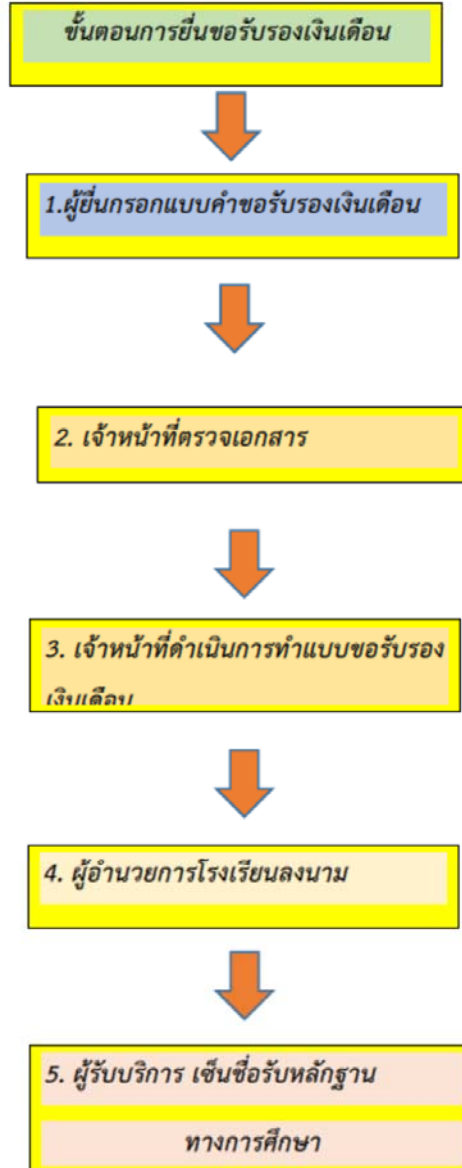 ขั้นตอนการยื่นขอรับรองเงินเดือน
1.ผู้ยื่นกรอกแบบคำขอรับรองเงินเดือน
2. เจ้าหน้าที่ตรวจเอกสาร
3. เจ้าหน้าที่ดำเนินการทำแบบขอรับรอง
เงินเดือน
4. ผู้อำนวยการโรงเรียนลงนาม
5. ผู้รับบริการ เซ็นชื่อรับหลักฐาน
ทางการศึกษา